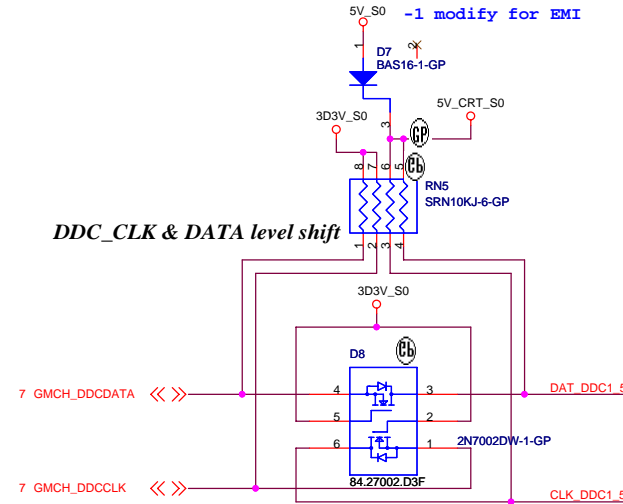 5V_S0
-1 modify for EMI
1
2
D7
BAS16-1-GP
3D3V_S0
5V_CRT_S0
3
GP
8
7
6
5
RN5
SRN10KJ-6-GP
DDC_CLK & DATA level shift
1
2
3
4
3D3V_S0
D8
7 GMCH_DDCDATA
4
3
DAT_DDC1_5
5
2
6
1
2N7002DW-1-GP
84.27002.D3F
7 GMCH_DDCCLK
CLK_DDC1_5